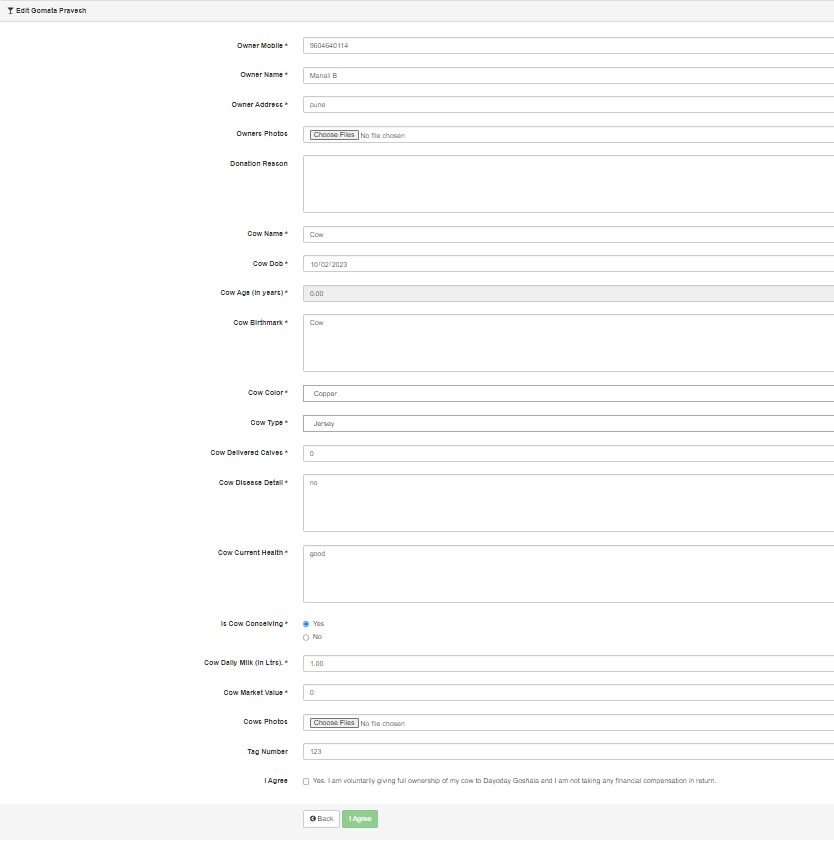 Edit Gomata Pravesh
Owner Mobile * 9604640114
Owner Name * Manali B
Owner Address * pune
Owners Photos Choose Files No file chosen
Donation Reason
Cow Name * Cow
Cow Dob * 10/02/2023
Cow Age (in years) * 0.00
Cow Birthmark * Cow
Cow Color * Copper
Cow Type * Jersey
Cow Delivered Calves * 0
Cow Disease Detail * no
Cow Current Health * good
Is Cow Conceiving * Yes
No
Cow Daily Milk (in Ltrs). * 1.00
Cow Market Value * 0
Cows Photos Choose Files No file chosen
Tag Number 123
I Agree Yes. I am voluntarily giving full ownership of my cow to Dayoday Goshala and I am not taking any financial compensation in return.
Back I Agree